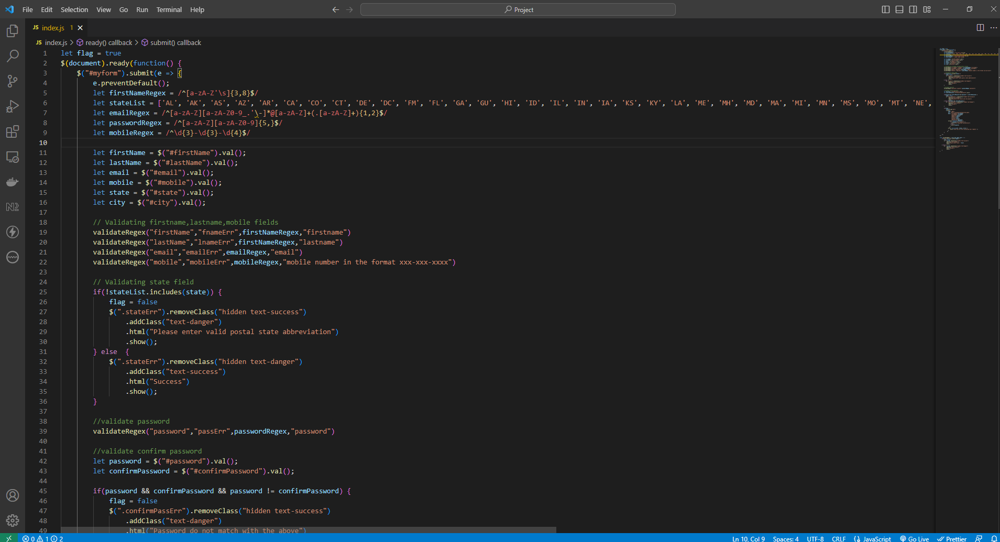 File Edit Selection View Go Run Terminal Help Project
JS index.js 1
JS index.js > ready() callback > submit() callback
1 let flag = true
2 $(document).ready(function() {
3 $("#myform").submit(e => {
4 e.preventDefault();
5 let firstNameRegex = /^[a-zA-Z'\s]{3,8}$/
6 let stateList = ['AL', 'AK', 'AS', 'AZ', 'AR', 'CA', 'CO', 'CT', 'DE', 'DC', 'FM', 'FL', 'GA', 'GU', 'HI', 'ID', 'IL', 'IN', 'IA', 'KS', 'KY', 'LA', 'ME', 'MH', 'MD', 'MA', 'MI', 'MN', 'MS', 'MO', 'MT', 'NE',
7 let emailRegex = /^[a-zA-Z][a-zA-Z0-9_.'\-]*@[a-zA-Z]+(.[a-zA-Z]+){1,2}$/
8 let passwordRegex = /^[a-zA-Z][a-zA-Z0-9]{5,}$/
9 let mobileRegex = /^\d{3}-\d{3}-\d{4}$/
10
11 let firstName = $("#firstName").val();
12 let lastName = $("#lastName").val();
13 let email = $("#email").val();
14 let mobile = $("#mobile").val();
15 let state = $("#state").val();
16 let city = $("#city").val();
17
18 // Validating firstname,lastname,mobile fields
19 validateRegex("firstName","fnameErr",firstNameRegex,"firstname")
20 validateRegex("lastName","lnameErr",firstNameRegex,"lastname")
21 validateRegex("email","emailErr",emailRegex,"email")
22 validateRegex("mobile","mobileErr",mobileRegex,"mobile number in the format xxx-xxx-xxxx")
23
24 // Validating state field
25 if(!stateList.includes(state)) {
26 flag = false
27 $(".stateErr").removeClass("hidden text-success")
28 .addClass("text-danger")
29 .html("Please enter valid postal state abbreviation")
30 .show();
31 } else  {
32 $(".stateErr").removeClass("hidden text-danger")
33 .addClass("text-success")
34 .html("Success")
35 .show();
36 }
37
38 //validate password
39 validateRegex("password","passErr",passwordRegex,"password")
40
41 //validate confirm password
42 let password = $("#password").val();
43 let confirmPassword = $("#confirmPassword").val();
44
45 if(password && confirmPassword && password != confirmPassword) {
46 flag = false
47 $(".confirmPassErr").removeClass("hidden text-success")
48 .addClass("text-danger")
49 .html("Password do not match with the above")
0 1 2 Ln 10, Col 9 Spaces: 4 UTF-8 CRLF JavaScript Go Live Prettier